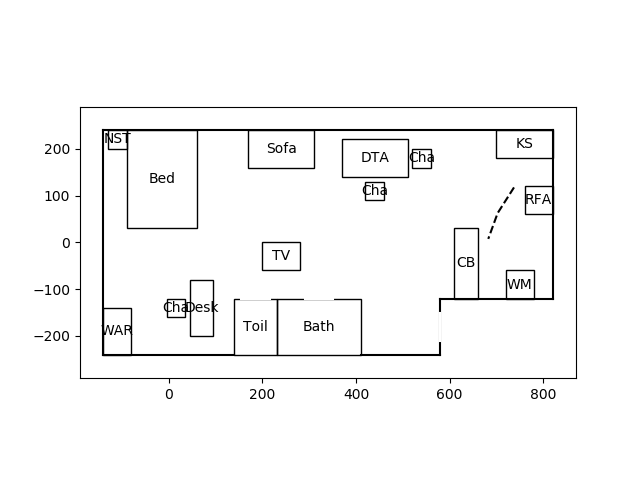 NST
Bed
Sofa
DTA
Cha
KS
Cha
RFA
TV
CB
WM
WAR
Cha
Desk
Toil
Bath
200
100
0
−100
−200
0
200
400
600
800